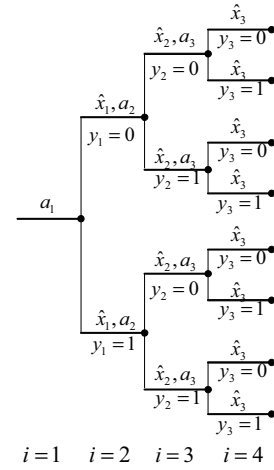 x̂₃
x̂₂, a₃ y₃ = 0
y₂ = 0 x̂₃
y₃ = 1
x̂₁, a₂
y₁ = 0 x̂₃
x̂₂, a₃ y₃ = 0
y₂ = 1 x̂₃
y₃ = 1
a₁
x̂₃
x̂₂, a₃ y₃ = 0
y₂ = 0 x̂₃
y₃ = 1
x̂₁, a₂
y₁ = 1 x̂₃
x̂₂, a₃ y₃ = 0
y₂ = 1 x̂₃
y₃ = 1
i = 1 i = 2 i = 3 i = 4